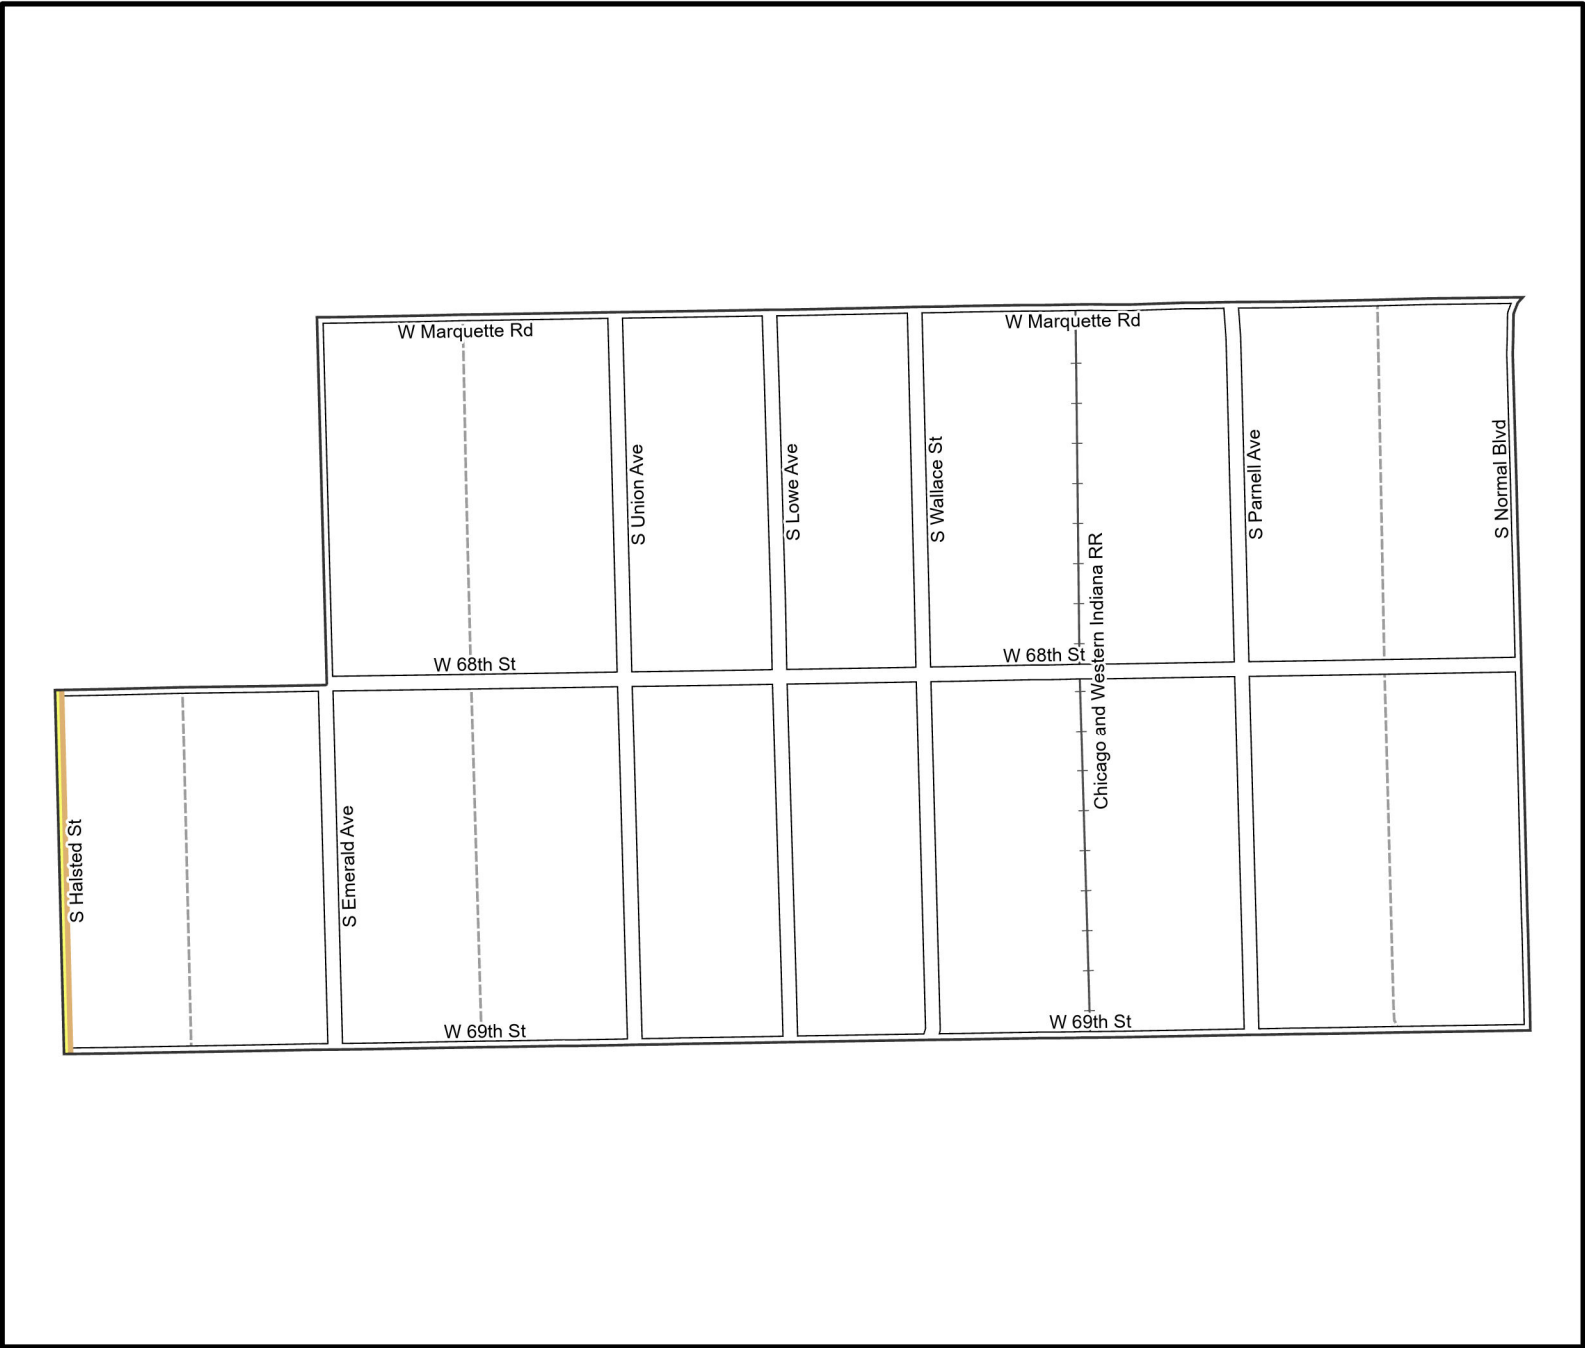 W Marquette Rd
W Marquette Rd
S Union Ave
S Lowe Ave
S Wallace St
S Parnell Ave
S Normal Blvd
Chicago and Western Indiana RR
W 68th St
W 68th St
S Halsted St
S Emerald Ave
W 69th St
W 69th St